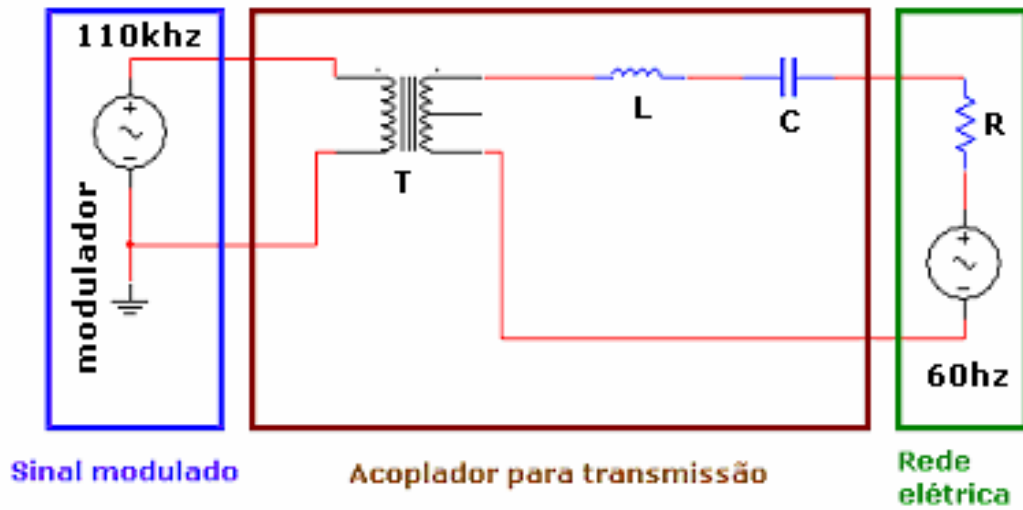 110khz
+
−
modulador
T
L
C
R
+
−
60hz
Sinal modulado
Acoplador para transmissão
Rede
elétrica